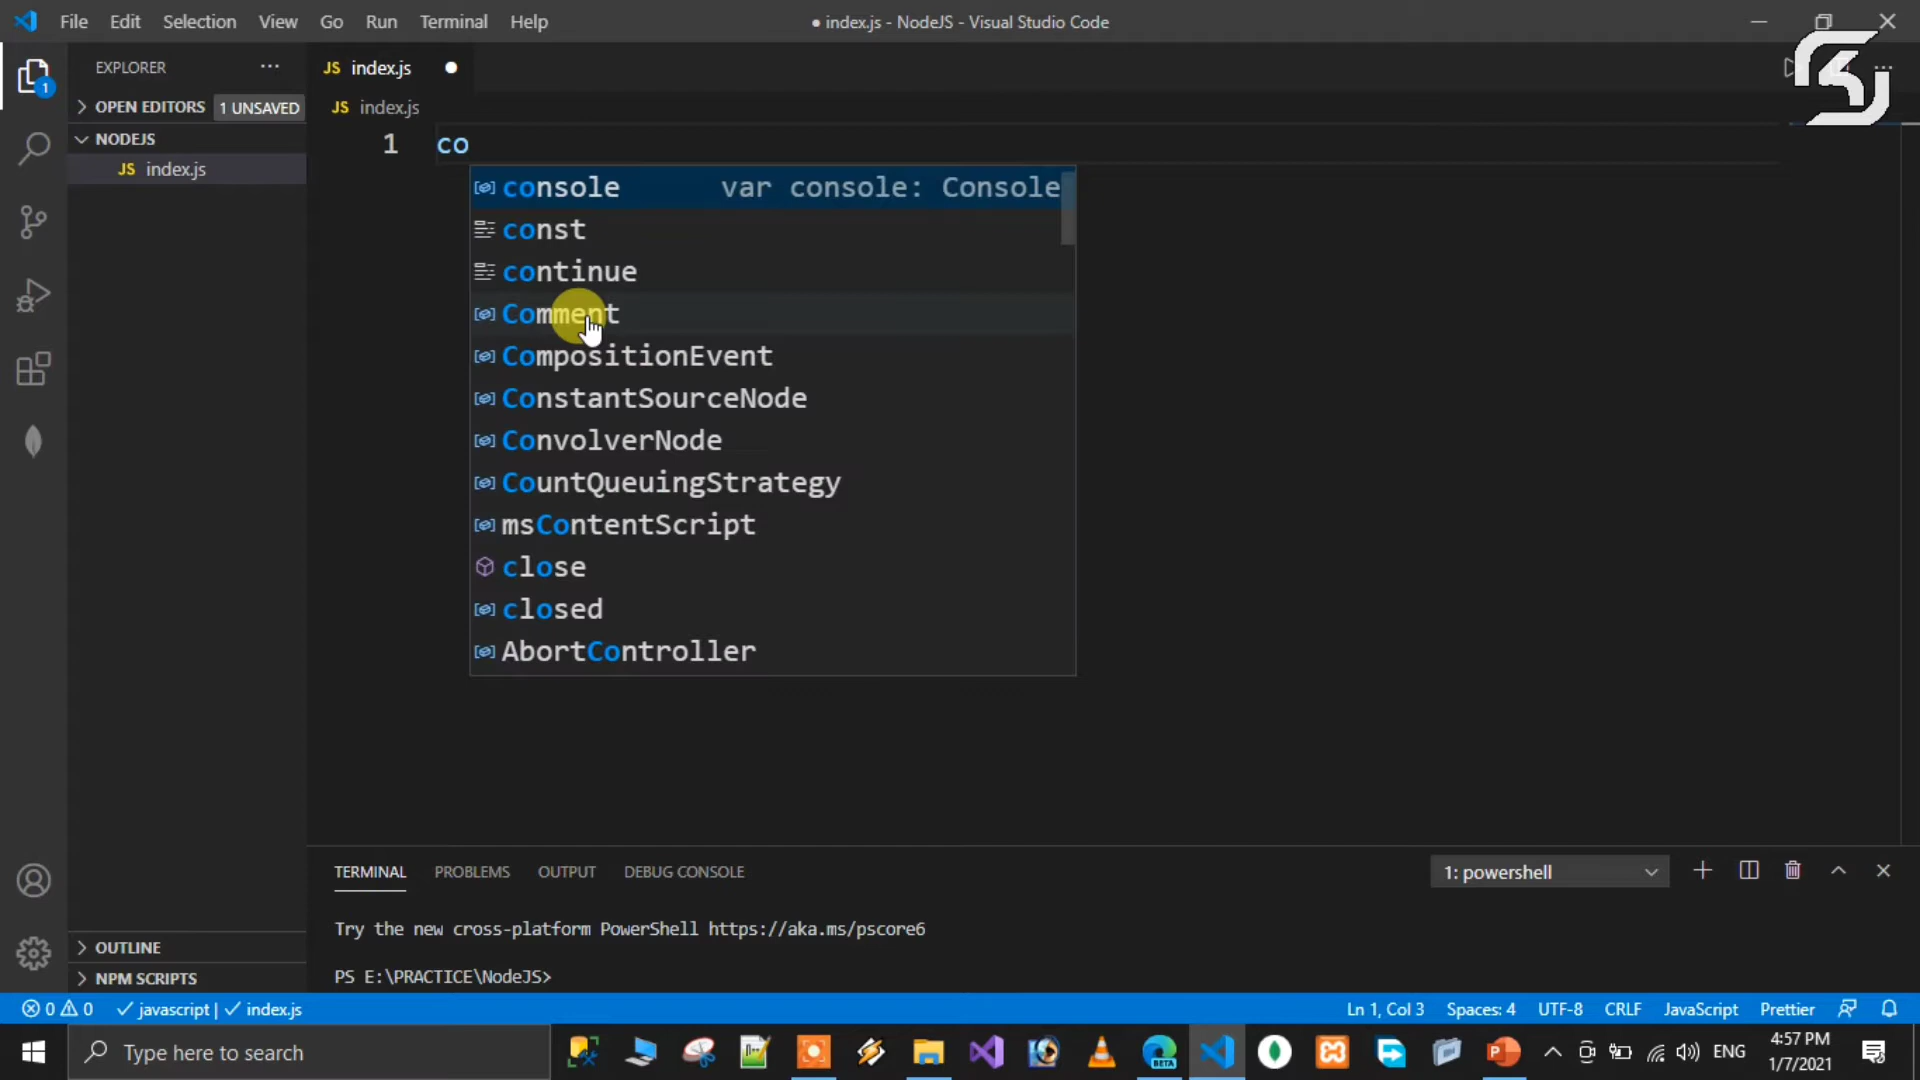 File Edit Selection View Go Run Terminal Help
● index.js - NodeJS - Visual Studio Code
EXPLORER
JS index.js
1
OPEN EDITORS 1 UNSAVED
JS index.js
NODEJS
JS index.js
1 co
console var console: Console
const
continue
Comment
CompositionEvent
ConstantSourceNode
ConvolverNode
CountQueuingStrategy
msContentScript
close
closed
AbortController
TERMINAL PROBLEMS OUTPUT DEBUG CONSOLE 1: powershell
Try the new cross-platform PowerShell https://aka.ms/pscore6
PS E:\PRACTICE\NodeJS>
OUTLINE
NPM SCRIPTS
0 0 javascript | index.js
Ln 1, Col 3 Spaces: 4 UTF-8 CRLF JavaScript Prettier
Type here to search
BETA
ENG
4:57 PM
1/7/2021